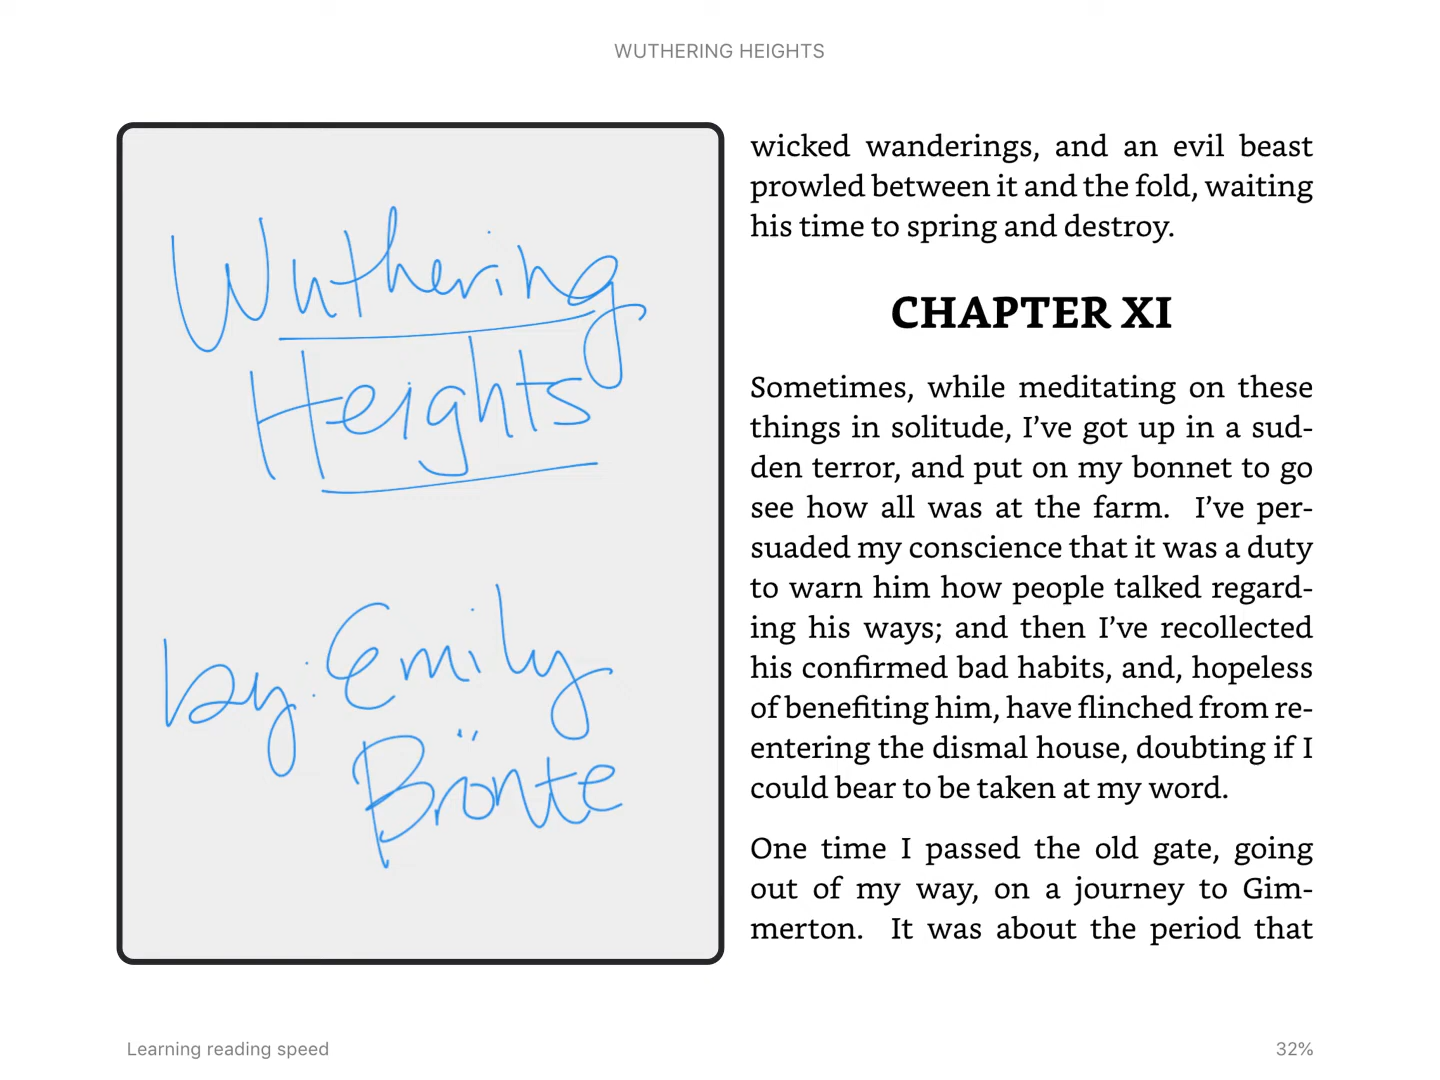 WUTHERING HEIGHTS
Wuthering
Heights
by: Emily
Brönte
wicked wanderings, and an evil beast
prowled between it and the fold, waiting
his time to spring and destroy.
CHAPTER XI
Sometimes, while meditating on these
things in solitude, I’ve got up in a sud-
den terror, and put on my bonnet to go
see how all was at the farm. I’ve per-
suaded my conscience that it was a duty
to warn him how people talked regard-
ing his ways; and then I’ve recollected
his confirmed bad habits, and, hopeless
of benefiting him, have flinched from re-
entering the dismal house, doubting if I
could bear to be taken at my word.
One time I passed the old gate, going
out of my way, on a journey to Gim-
merton. It was about the period that
Learning reading speed
32%